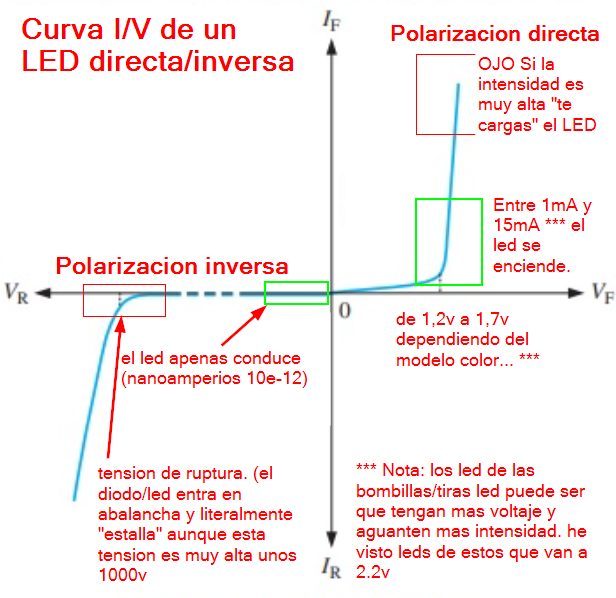 Curva I/V de un
LED directa/inversa
I_F
Polarizacion directa
OJO Si la
intensidad es
muy alta "te
cargas" el LED
Entre 1mA y
15mA *** el
led se
enciende.
Polarizacion inversa
V_R
V_F
0
de 1,2v a 1,7v
dependiendo del
modelo color... ***
el led apenas conduce
(nanoamperios 10e-12)
tension de ruptura. (el
diodo/led entra en
abalancha y literalmente
"estalla" aunque esta
tension es muy alta unos
1000v
*** Nota: los led de las
bombillas/tiras led puede ser
que tengan mas voltaje y
aguanten mas intensidad. he
visto leds de estos que van a
2.2v
I_R